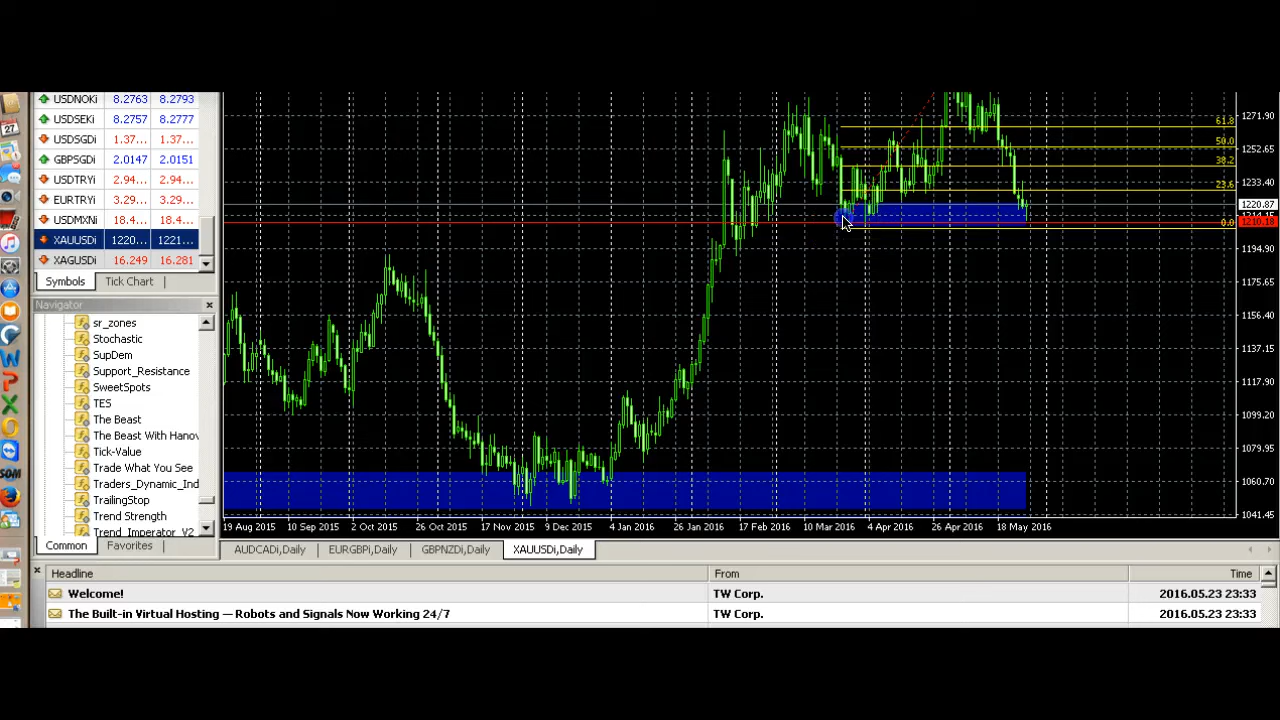 USDNOKi 8.2763 8.2793
USDSEKi 8.2757 8.2777
USDSGDi 1.37... 1.37...
GBPSGDi 2.0147 2.0151
USDTRYi 2.94... 2.94...
EURTRYi 3.29... 3.29...
USDMXNi 18.4... 18.4...
XAUUSDi 1220... 1221...
XAGUSDi 16.249 16.281
Symbols Tick Chart
Navigator
sr_zones
Stochastic
SupDem
Support_Resistance
SweetSpots
TES
The Beast
The Beast With Hanov
Tick-Value
Trade What You See
Traders_Dynamic_Ind
TrailingStop
Trend Strength
Trend_Imperator_V2
Common Favorites
61.8
50.0
38.2
23.6
0.0
1271.90
1252.65
1233.40
1220.87
1210.18
1194.90
1175.65
1156.40
1137.15
1117.90
1099.20
1079.95
1060.70
1041.45
19 Aug 2015 10 Sep 2015 2 Oct 2015 26 Oct 2015 17 Nov 2015 9 Dec 2015 4 Jan 2016 26 Jan 2016 17 Feb 2016 10 Mar 2016 4 Apr 2016 26 Apr 2016 18 May 2016
AUDCADi,Daily EURGBPi,Daily GBPNZDi,Daily XAUUSDi,Daily
Headline From Time
Welcome! TW Corp. 2016.05.23 23:33
The Built-in Virtual Hosting — Robots and Signals Now Working 24/7 TW Corp. 2016.05.23 23:33
27
SOM